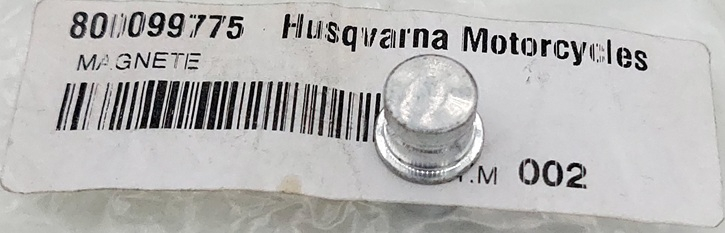 800099775 Husqvarna Motorcycles
MAGNETE
.M 002